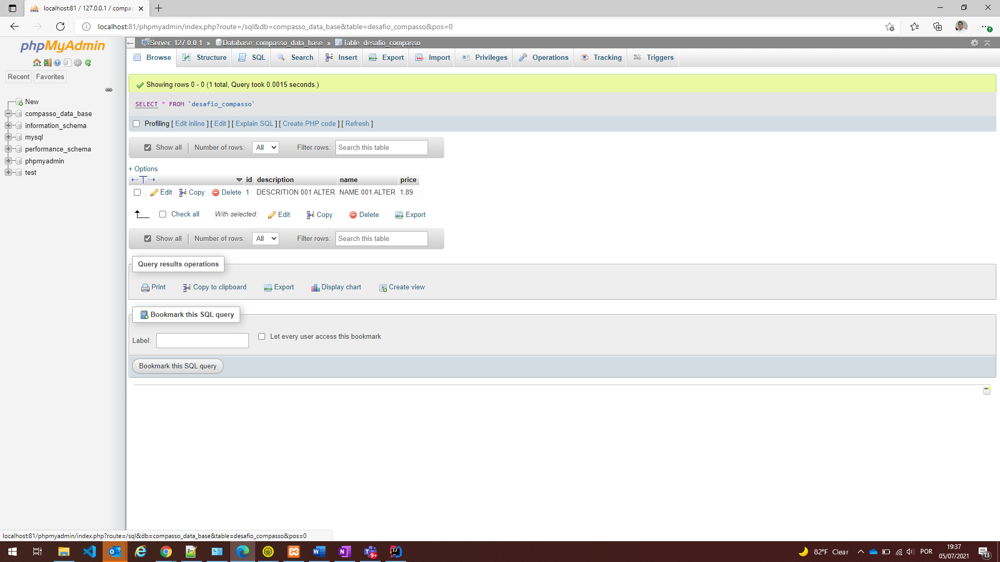 localhost:81 / 127.0.0.1 / compas
localhost:81/phpmyadmin/index.php?route=/sql&db=compasso_data_base&table=desafio_compasso&pos=0
phpMyAdmin
Recent Favorites
New
compasso_data_base
information_schema
mysql
performance_schema
phpmyadmin
test
Server: 127.0.0.1 » Database: compasso_data_base » Table: desafio_compasso
Browse Structure SQL Search Insert Export Import Privileges Operations Tracking Triggers
Showing rows 0 - 0 (1 total, Query took 0.0015 seconds.)
SELECT * FROM `desafio_compasso`
Profiling [ Edit inline ] [ Edit ] [ Explain SQL ] [ Create PHP code ] [ Refresh ]
Show all Number of rows: All Filter rows: Search this table
+ Options
id description name price
Edit Copy Delete 1 DESCRITION 001 ALTER NAME 001 ALTER 1.89
Check all With selected: Edit Copy Delete Export
Show all Number of rows: All Filter rows: Search this table
Query results operations
Print Copy to clipboard Export Display chart Create view
Bookmark this SQL query
Label: Let every user access this bookmark
Bookmark this SQL query
localhost:81/phpmyadmin/index.php?route=/sql&db=compasso_data_base&table=desafio_compasso&pos=0
82°F Clear POR 19:37
05/07/2021 13